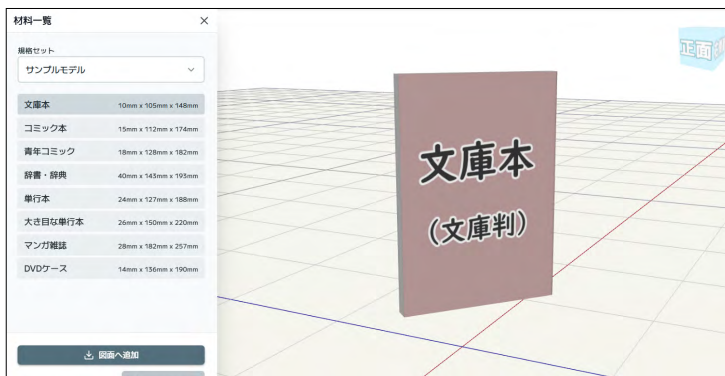 材料一覧
規格セット
サンプルモデル
文庫本 10mm x 105mm x 148mm
コミック本 15mm x 112mm x 174mm
青年コミック 18mm x 128mm x 182mm
辞書・辞典 40mm x 143mm x 193mm
単行本 24mm x 127mm x 188mm
大き目な単行本 26mm x 150mm x 220mm
マンガ雑誌 28mm x 182mm x 257mm
DVDケース 14mm x 136mm x 190mm
図面へ追加
文庫本
(文庫判)
正面